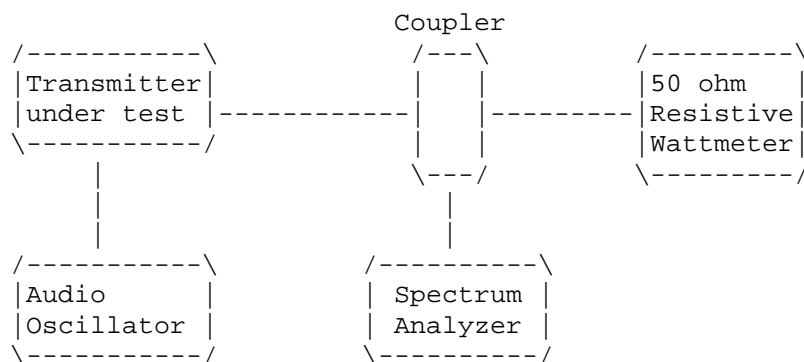 Coupler
Transmitter
under test
50 ohm
Resistive
Wattmeter
Audio
Oscillator
Spectrum
Analyzer